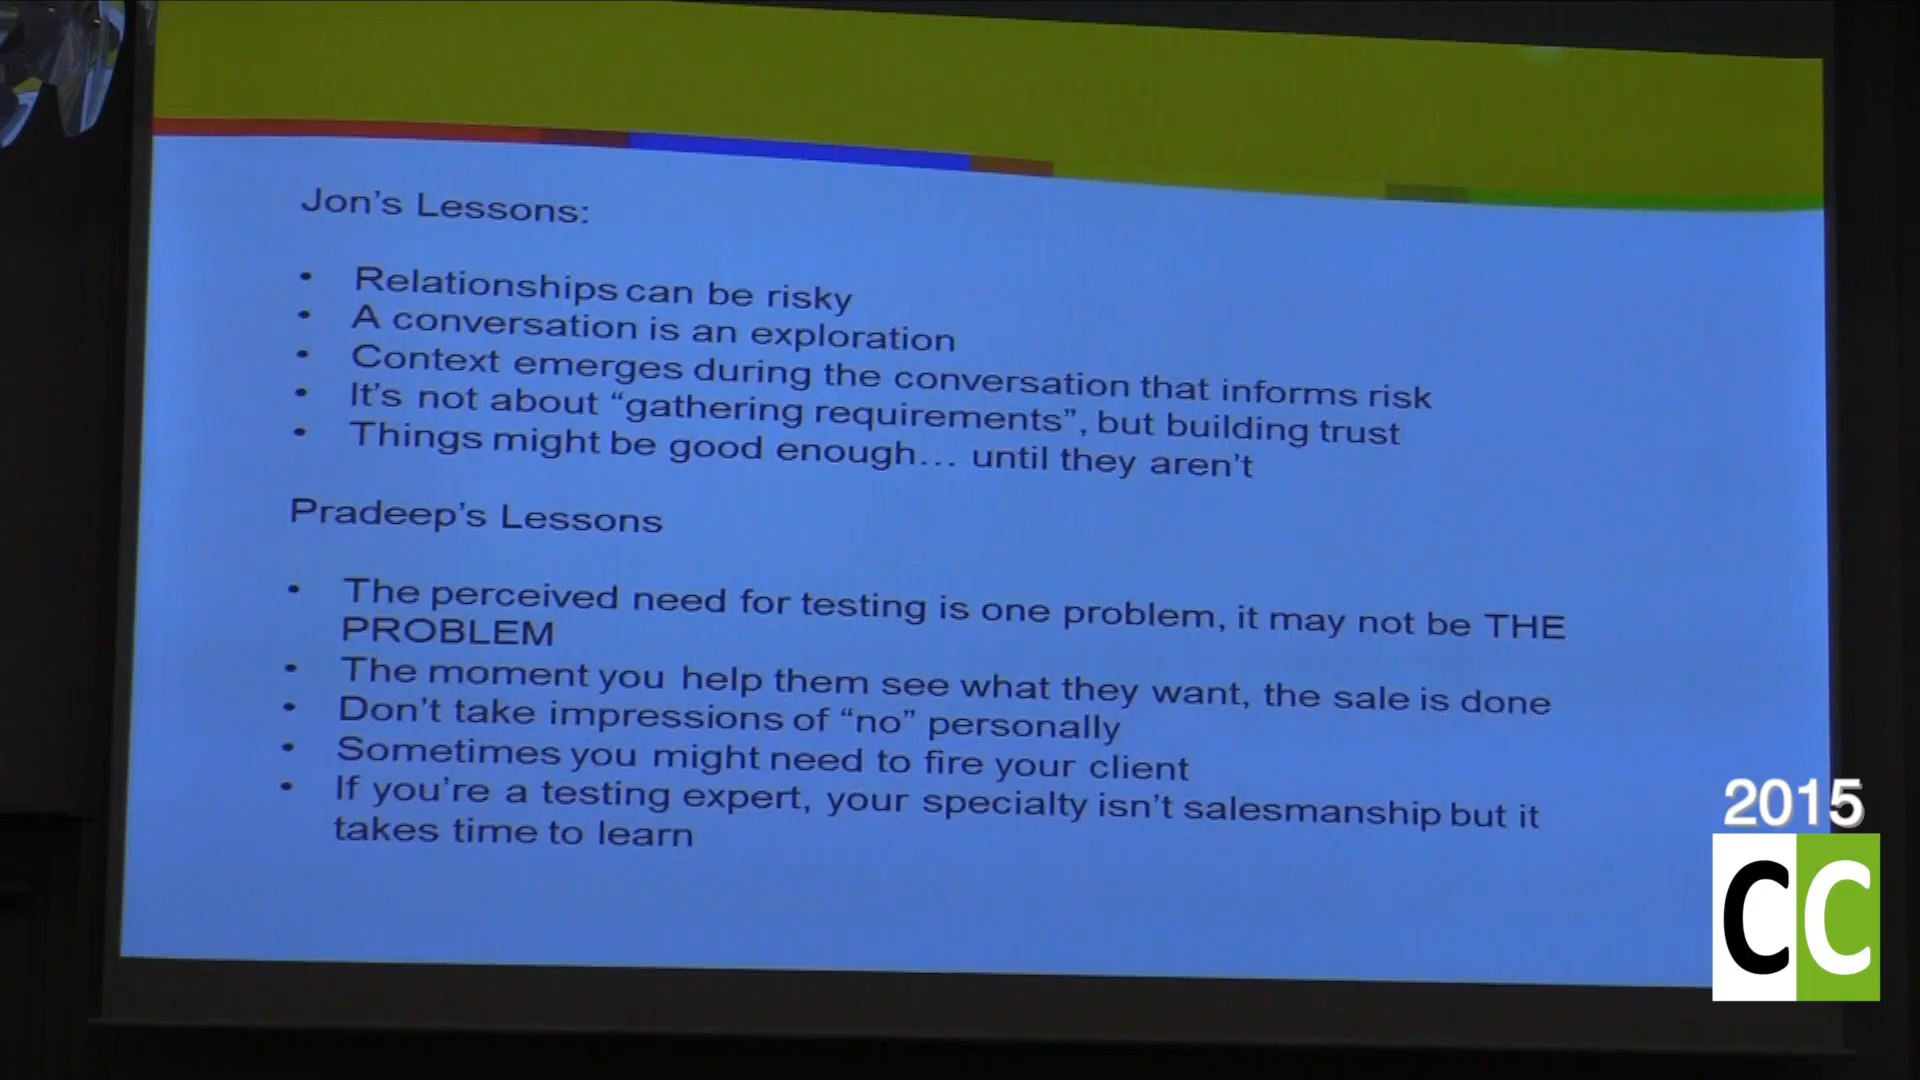 Jon's Lessons:
• Relationships can be risky
• A conversation is an exploration
• Context emerges during the conversation that informs risk
• It's not about “gathering requirements”, but building trust
• Things might be good enough… until they aren't
Pradeep's Lessons
• The perceived need for testing is one problem, it may not be THE
PROBLEM
• The moment you help them see what they want, the sale is done
• Don't take impressions of “no” personally
• Sometimes you might need to fire your client
• If you're a testing expert, your specialty isn't salesmanship but it
takes time to learn
2015
CC